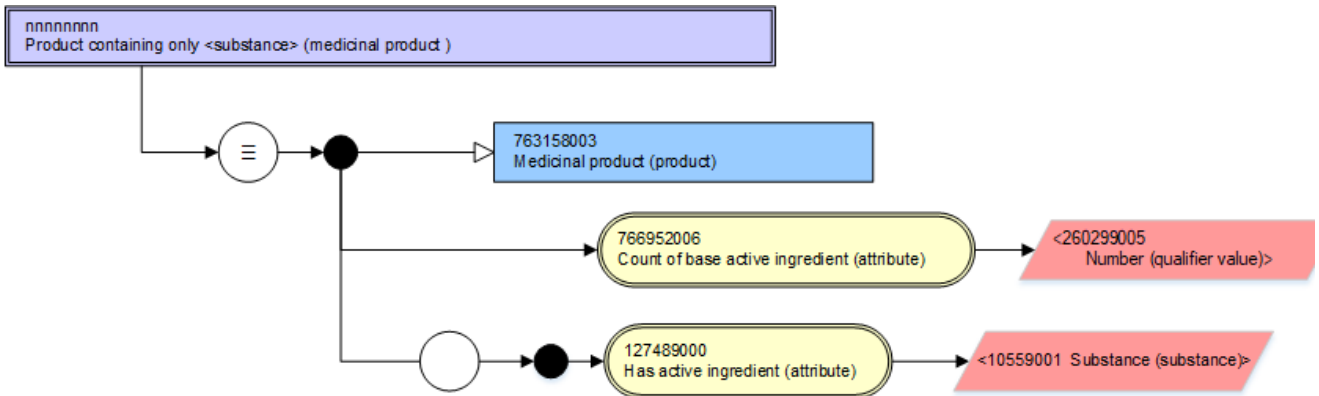 nnnnnnnn
Product containing only <substance> (medicinal product )
☰
763158003
Medicinal product (product)
766952006
Count of base active ingredient (attribute)
<260299005
Number (qualifier value)>
127489000
Has active ingredient (attribute)
<10559001 Substance (substance)>